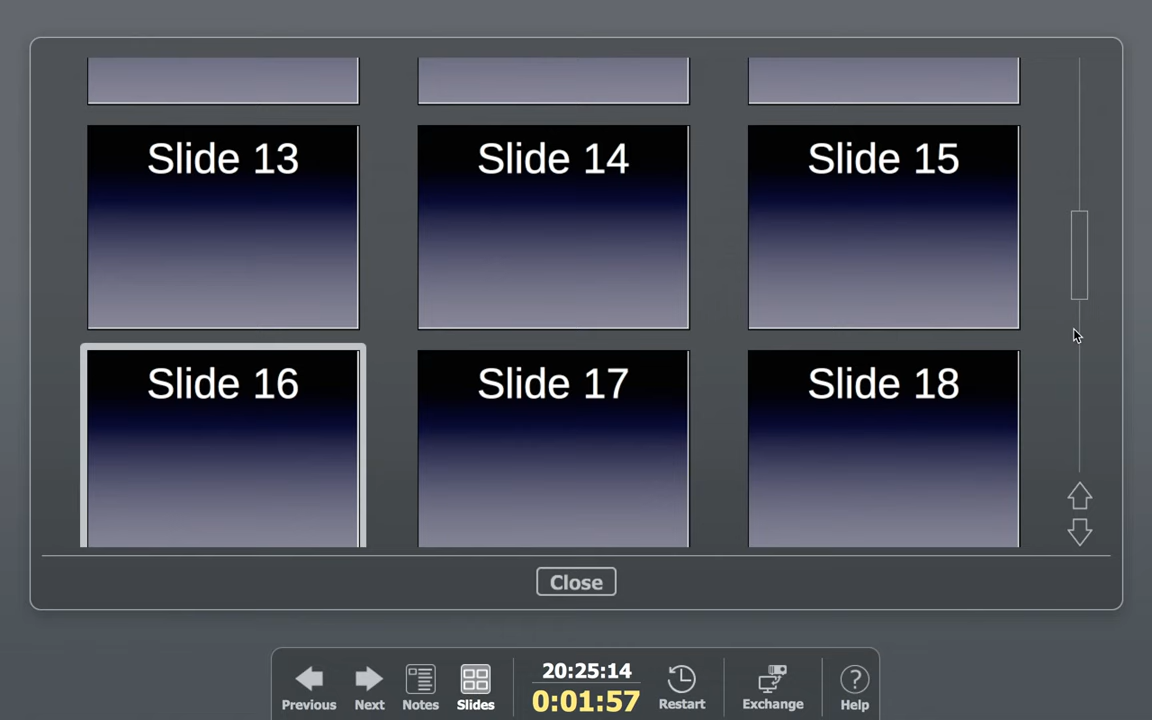 Slide 13
Slide 14
Slide 15
Slide 16
Slide 17
Slide 18
Close
Previous
Next
Notes
Slides
20:25:14
0:01:57
Restart
Exchange
?
Help